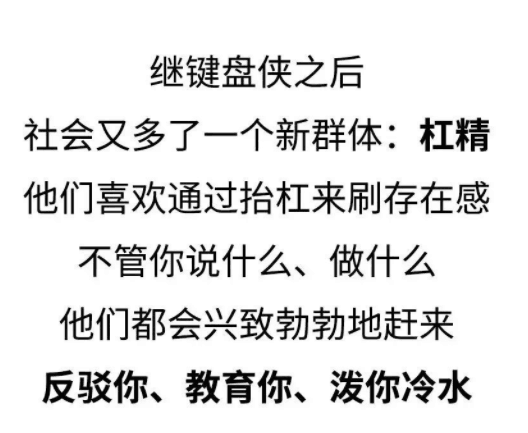 继键盘侠之后
社会又多了一个新群体：杠精
他们喜欢通过抬杠来刷存在感
不管你说什么、做什么
他们都会兴致勃勃地赶来
反驳你、教育你、泼你冷水